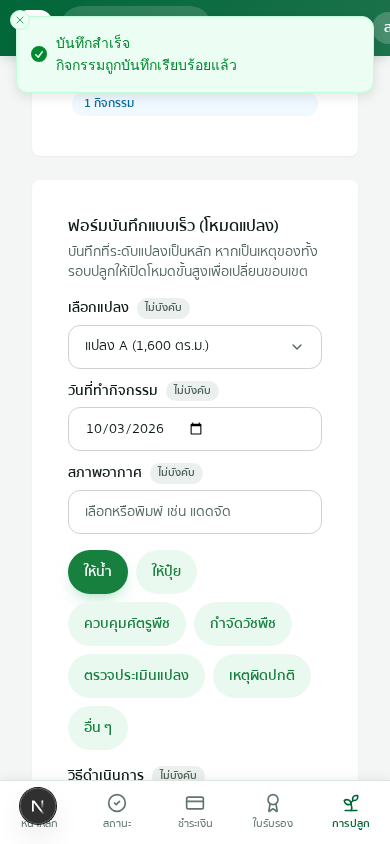 บันทึกสำเร็จ
กิจกรรมถูกบันทึกเรียบร้อยแล้ว
1 กิจกรรม
ฟอร์มบันทึกแบบเร็ว (โหมดแปลง)
บันทึกที่ระดับแปลงเป็นหลัก หากเป็นเหตุของทั้ง
รอบปลูกให้เปิดโหมดขั้นสูงเพื่อเปลี่ยนขอบเขต
เลือกแปลง ไม่บังคับ
แปลง A (1,600 ตร.ม.)
วันที่ทำกิจกรรม ไม่บังคับ
10/03/2026
สภาพอากาศ ไม่บังคับ
เลือกหรือพิมพ์ เช่น แดดจัด
ให้น้ำ ให้ปุ๋ย
ควบคุมศัตรูพืช กำจัดวัชพืช
ตรวจประเมินแปลง เหตุผิดปกติ
อื่น ๆ
วิธีดำเนินการ ไม่บังคับ
N
สถานะ ชำระเงิน ใบรับรอง การปลูก